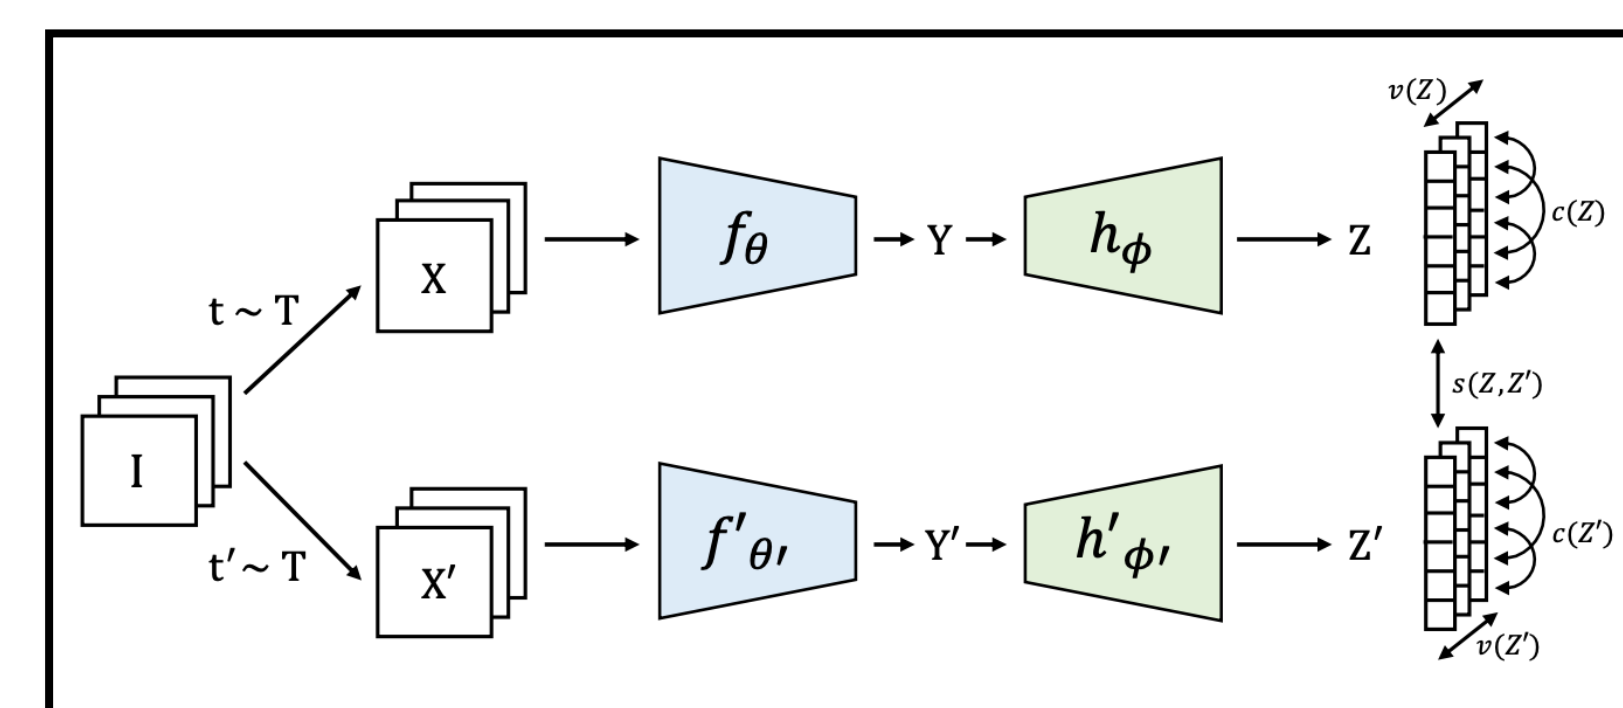 v(Z)
t ~ T
X
f_θ
Y
h_ϕ
Z
c(Z)
I
s(Z,Z′)
t′~ T
X′
f′_θ′
Y′
h′_ϕ′
Z′
c(Z′)
v(Z′)